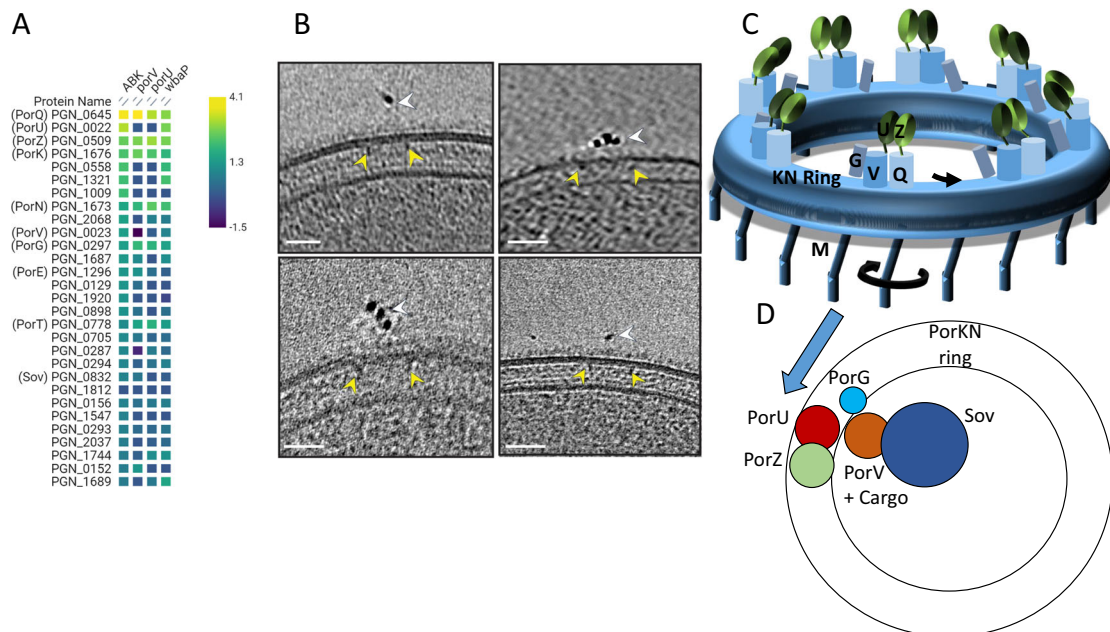 A
B
C
D
ABK
porV
porU
wbaP
Protein Name
(PorQ) PGN_0645
(PorU) PGN_0022
(PorZ) PGN_0509
(PorK) PGN_1676
PGN_0558
PGN_1321
PGN_1009
(PorN) PGN_1673
PGN_2068
(PorV) PGN_0023
(PorG) PGN_0297
PGN_1687
(PorE) PGN_1296
PGN_0129
PGN_1920
PGN_0898
(PorT) PGN_0778
PGN_0705
PGN_0287
PGN_0294
(Sov) PGN_0832
PGN_1812
PGN_0156
PGN_1547
PGN_0293
PGN_2037
PGN_1744
PGN_0152
PGN_1689
4.1
1.3
-1.5
U Z
G
V
Q
KN Ring
M
PorKN
ring
PorG
PorU
Sov
PorZ
PorV
+ Cargo